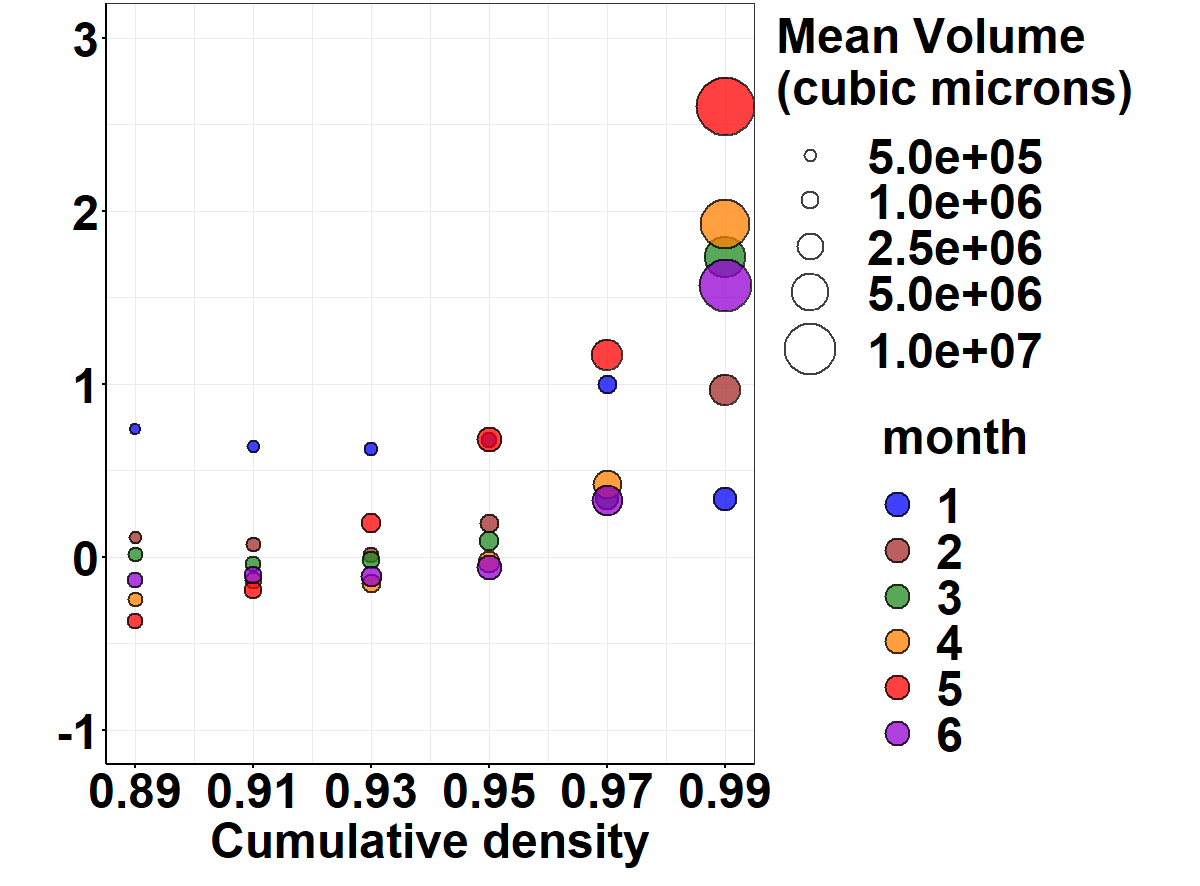 3
2
1
0
-1
0.89 0.91 0.93 0.95 0.97 0.99
Cumulative density
Mean Volume
(cubic microns)
5.0e+05
1.0e+06
2.5e+06
5.0e+06
1.0e+07
month
1
2
3
4
5
6